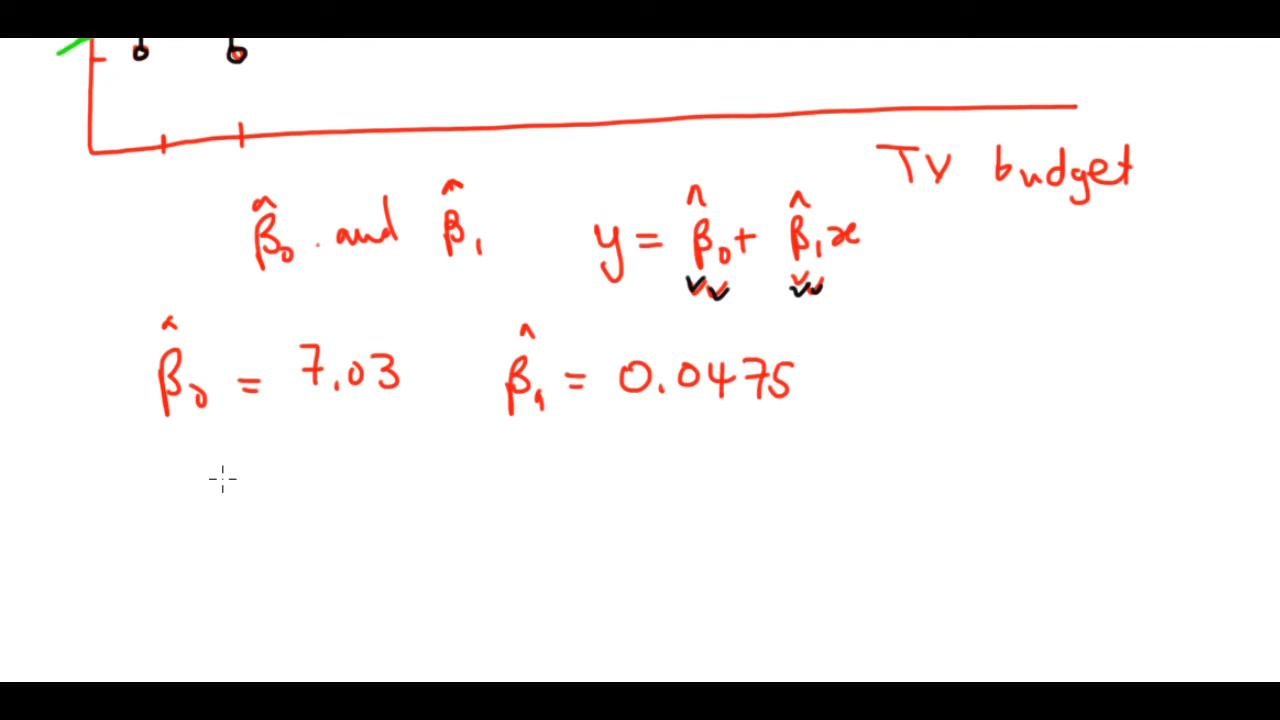 TV budget
β̂₀ and β̂₁ y = β̂₀ + β̂₁x
β̂₀ = 7.03 β̂₁ = 0.0475